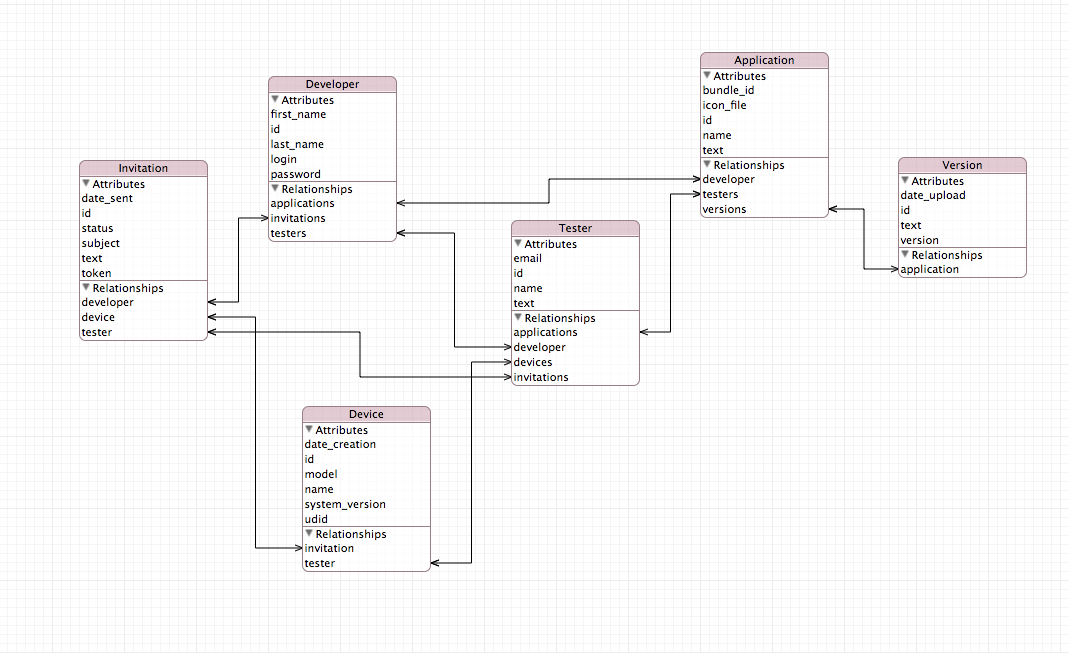 Developer
Attributes
first_name
id
last_name
login
password
Relationships
applications
invitations
testers
Application
Attributes
bundle_id
icon_file
id
name
text
Relationships
developer
testers
versions
Invitation
Attributes
date_sent
id
status
subject
text
token
Relationships
developer
device
tester
Version
Attributes
date_upload
id
text
version
Relationships
application
Tester
Attributes
email
id
name
text
Relationships
applications
developer
devices
invitations
Device
Attributes
date_creation
id
model
name
system_version
udid
Relationships
invitation
tester